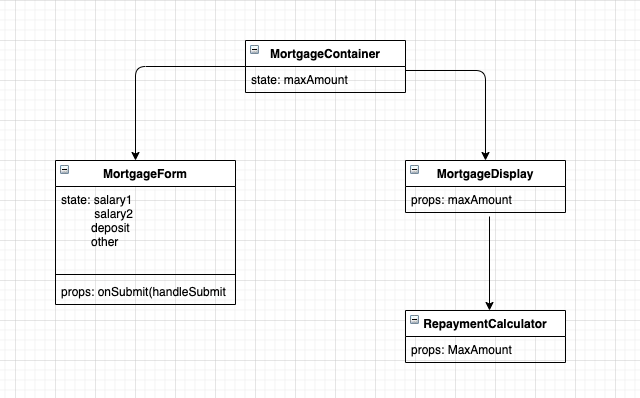 MortgageContainer
state: maxAmount
MortgageForm
state: salary1
salary2
deposit
other
props: onSubmit(handleSubmit
MortgageDisplay
props: maxAmount
RepaymentCalculator
props: MaxAmount